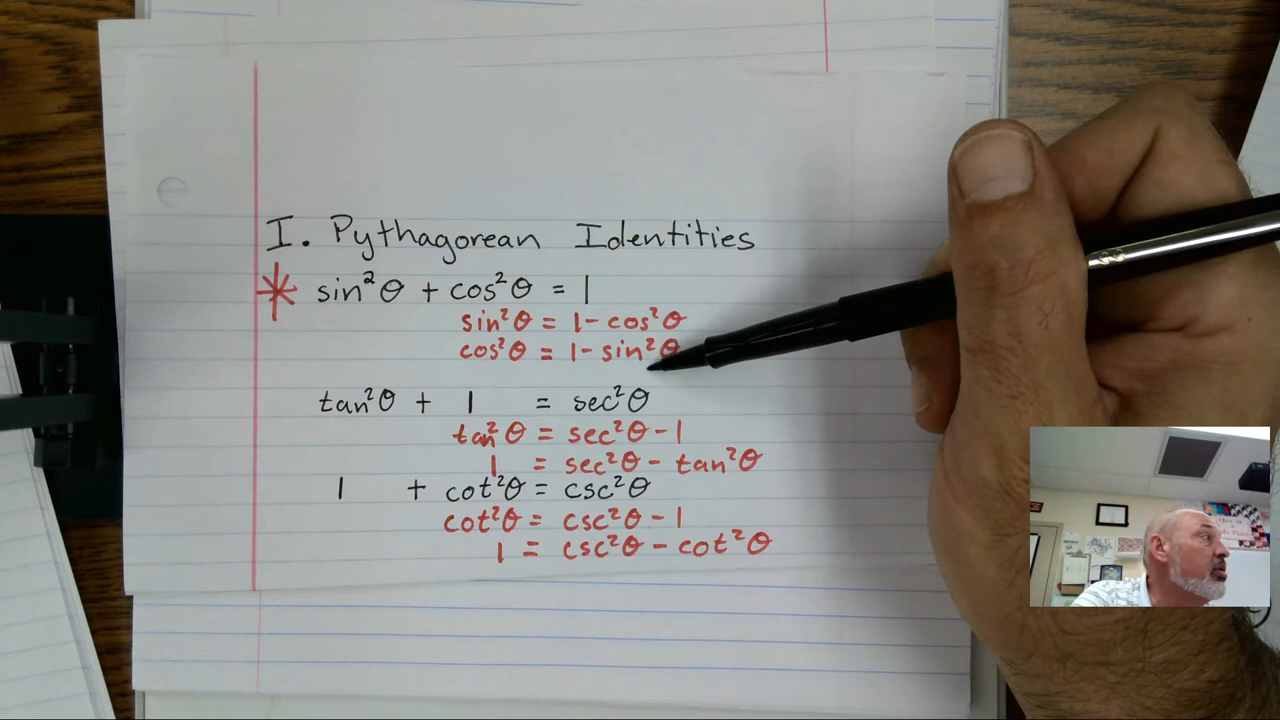 I. Pythagorean Identities
* sin²θ + cos²θ = 1
sin²θ = 1 - cos²θ
cos²θ = 1 - sin²θ
tan²θ + 1 = sec²θ
tan²θ = sec²θ - 1
1 = sec²θ - tan²θ
1 + cot²θ = csc²θ
cot²θ = csc²θ - 1
1 = csc²θ - cot²θ